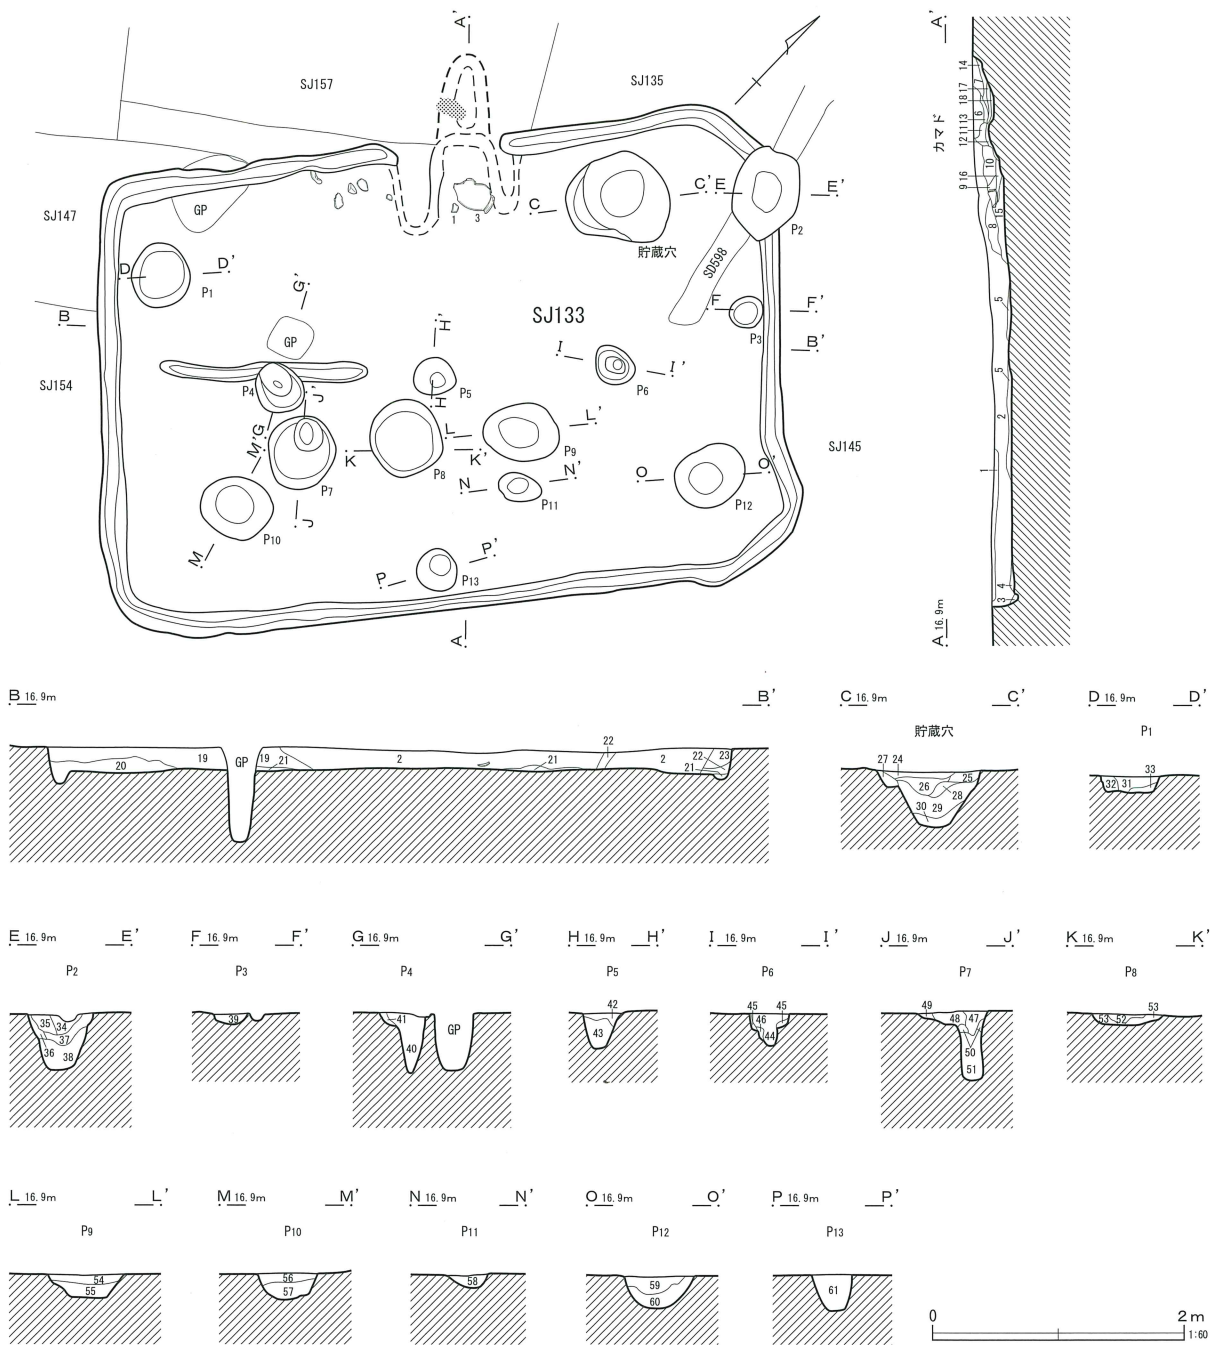 A'
SJ157
SJ135
C'
E
E'
C
1
3
P2
貯蔵穴
SJ147
GP
D
D'
P1
G'
SD598
F
F'
P3
B
SJ133
B'
GP
H'
I
I'
P6
SJ154
P4
J'
P5
H
G
M'
L
L'
K
K'
P9
P8
SJ145
N
N'
P11
O
O'
P12
P7
J
P10
M
P
P'
P13
A
A'
カマド
14
7
17
18
6
13
11
12
10
16
9
15
8
5
5
2
1
4
3
A 16.9m
B 16.9m
B'
19
20
GP
19
21
2
21
22
2
22
23
21
C 16.9m
C'
貯蔵穴
27
24
25
26
28
30
29
D 16.9m
D'
P1
33
32
31
E 16.9m
E'
P2
35
34
37
36
38
F 16.9m
F'
P3
39
G 16.9m
G'
P4
41
40
GP
H 16.9m
H'
P5
42
43
I 16.9m
I'
P6
45
45
46
44
J 16.9m
J'
P7
49
48
47
50
51
K 16.9m
K'
P8
53
53
52
L 16.9m
L'
P9
54
55
M 16.9m
M'
P10
56
57
N 16.9m
N'
P11
58
O 16.9m
O'
P12
59
60
P 16.9m
P'
P13
61
0
2m
1:60